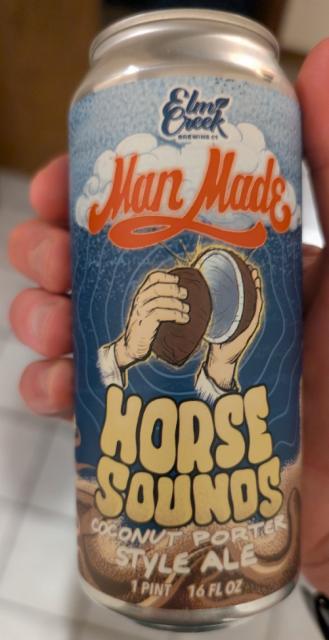 Elm
Creek
BREWING CO
Man Made
HORSE
SOUNDS
COCONUT PORTER
STYLE ALE
1 PINT 16 FL OZ